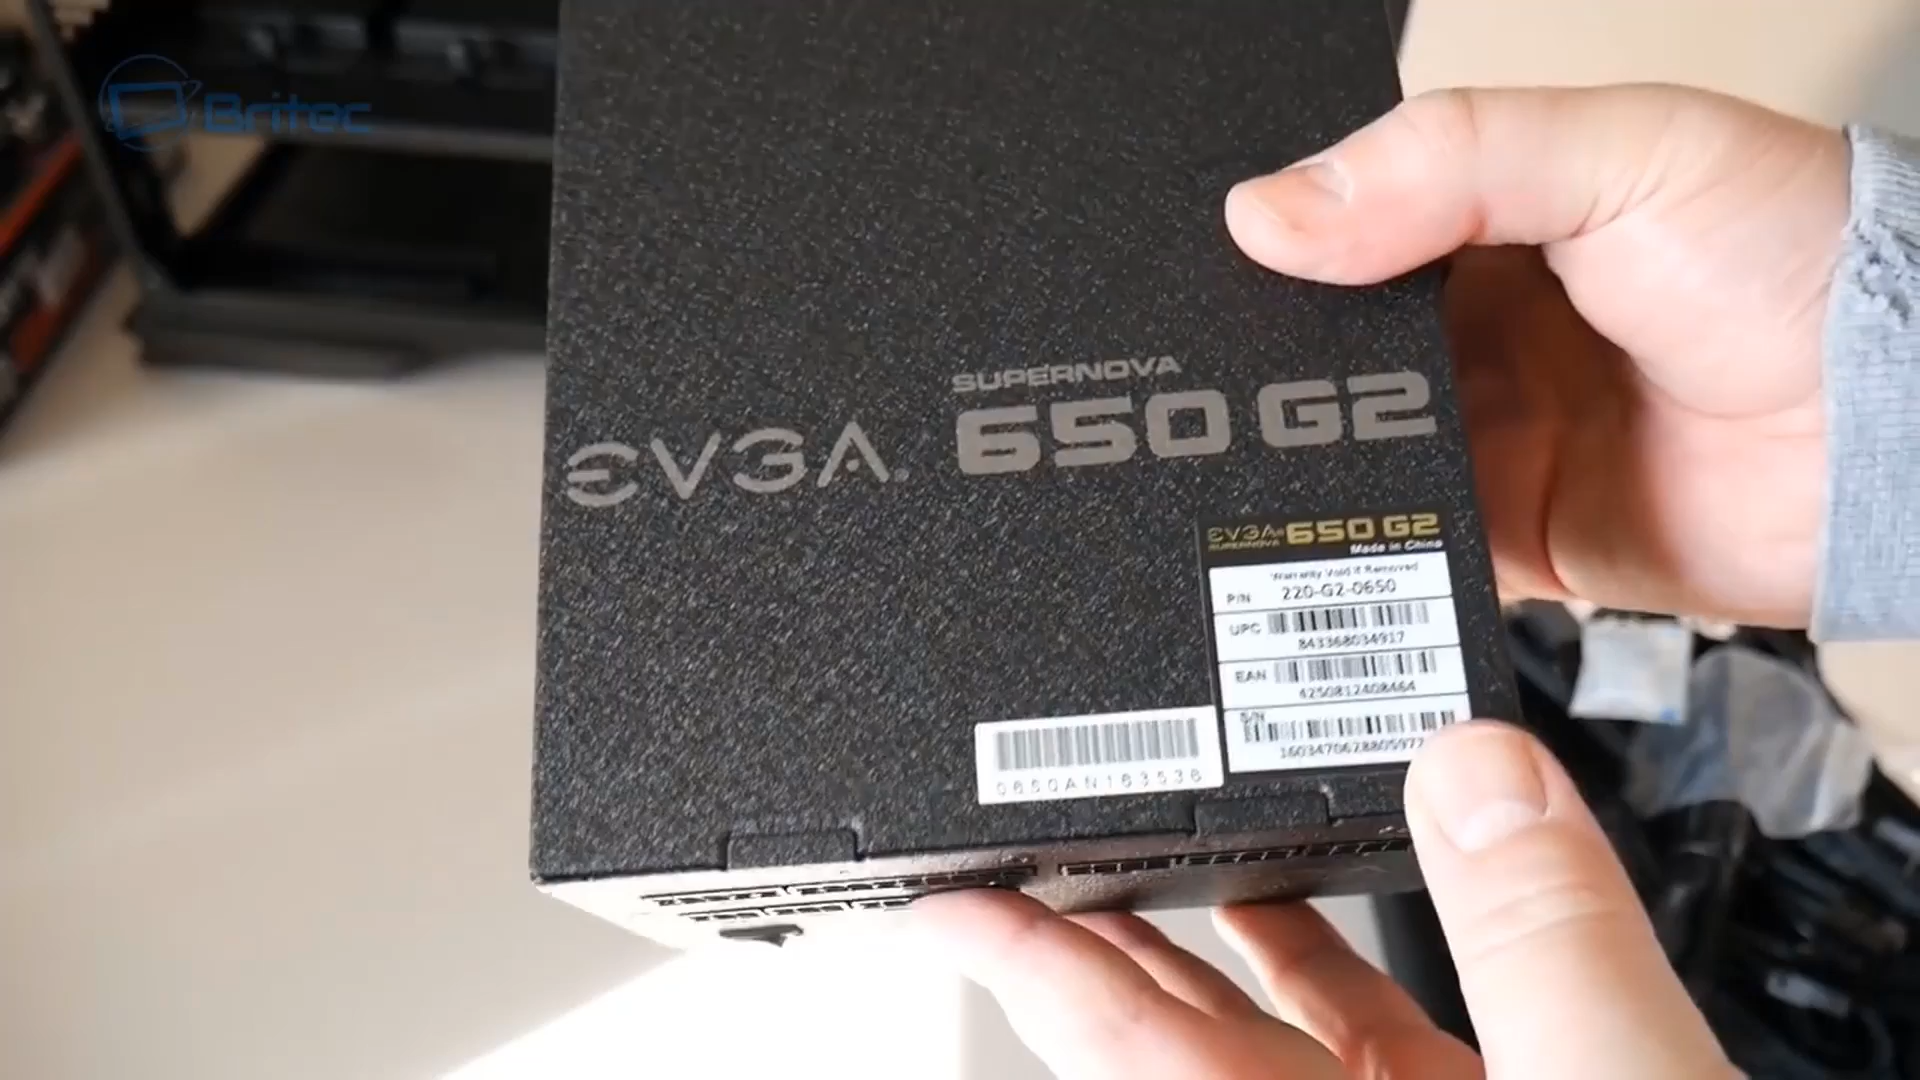 Britec
SUPERNOVA
EVGA. 650 G2
EVGA SUPERNOVA 650 G2
Made in China
Warranty Void if Removed
P/N 220-G2-0650
UPC
843368034917
EAN
4250812408464
S/N
0650AN163536